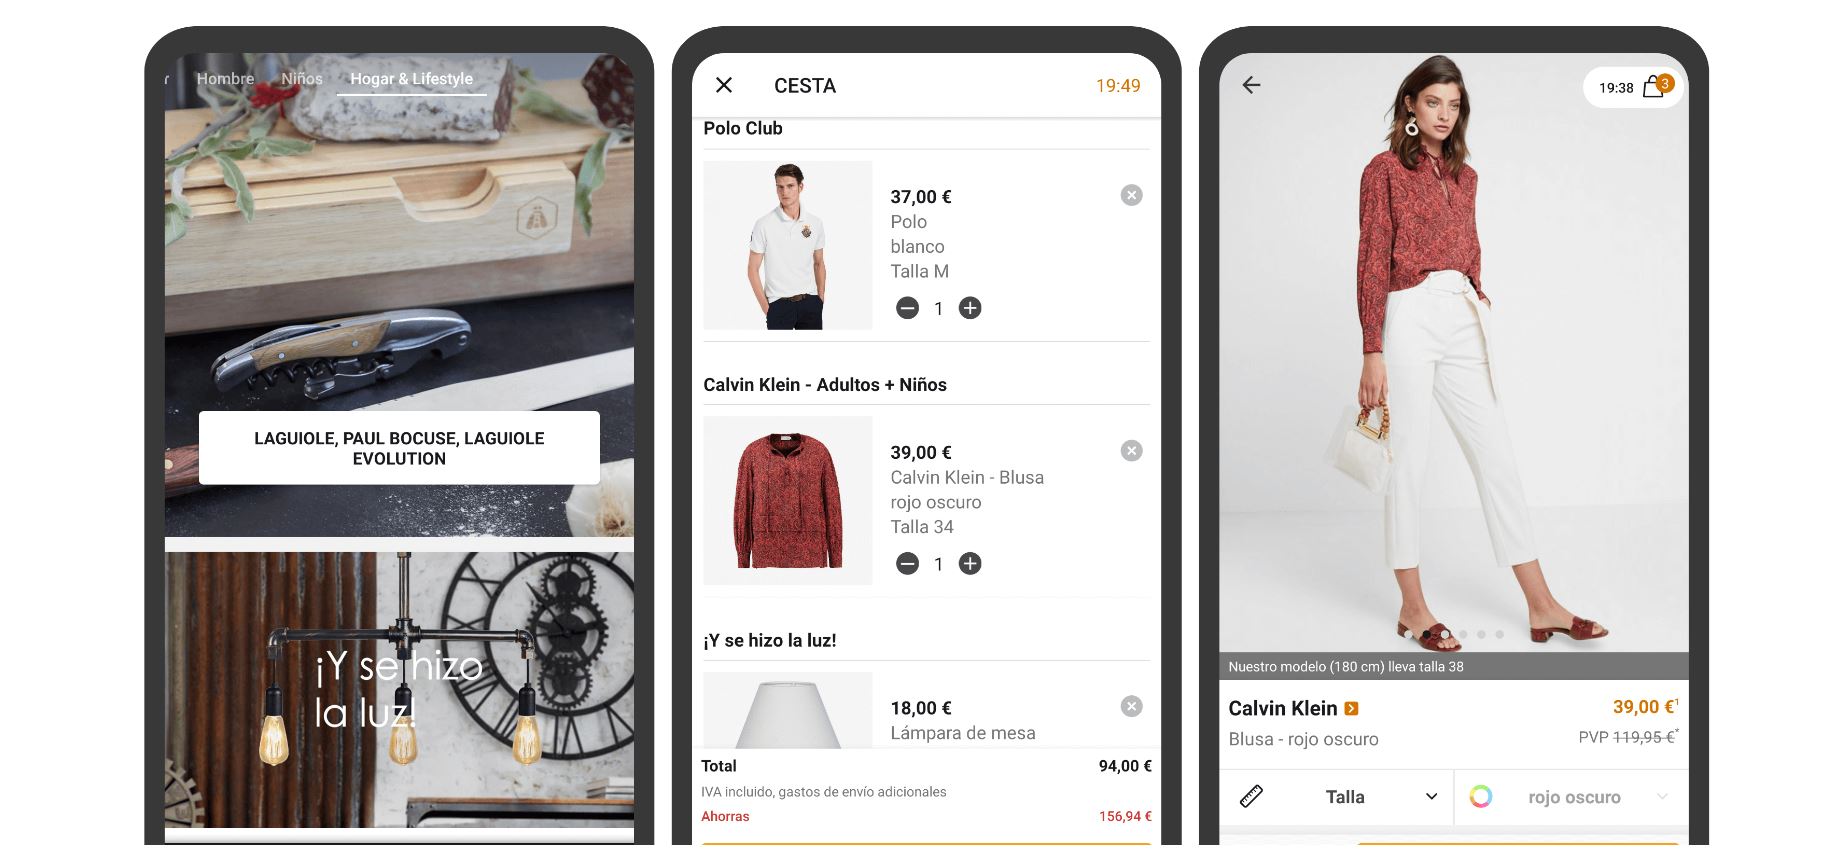 Hombre
Niños
Hogar & Lifestyle
LAGUIOLE, PAUL BOCUSE, LAGUIOLE
EVOLUTION
¡Y se hizo
la luz!
CESTA
19:49
Polo Club
37,00 €
Polo
blanco
Talla M
1
Calvin Klein - Adultos + Niños
39,00 €
Calvin Klein - Blusa
rojo oscuro
Talla 34
1
¡Y se hizo la luz!
18,00 €
Lámpara de mesa
Total
94,00 €
IVA incluido, gastos de envío adicionales
Ahorras
156,94 €
19:38
3
Nuestro modelo (180 cm) lleva talla 38
Calvin Klein
39,00 €¹
Blusa - rojo oscuro
PVP 119,95 €*
Talla
rojo oscuro